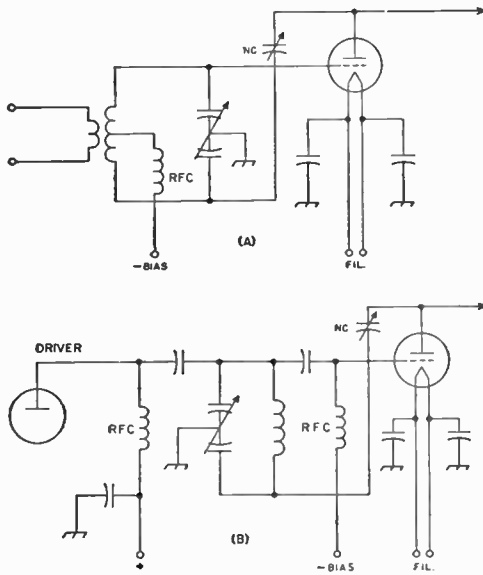 NC
RFC
(A)
–BIAS
FIL.
DRIVER
NC
RFC
RFC
(B)
+
–BIAS
FIL.